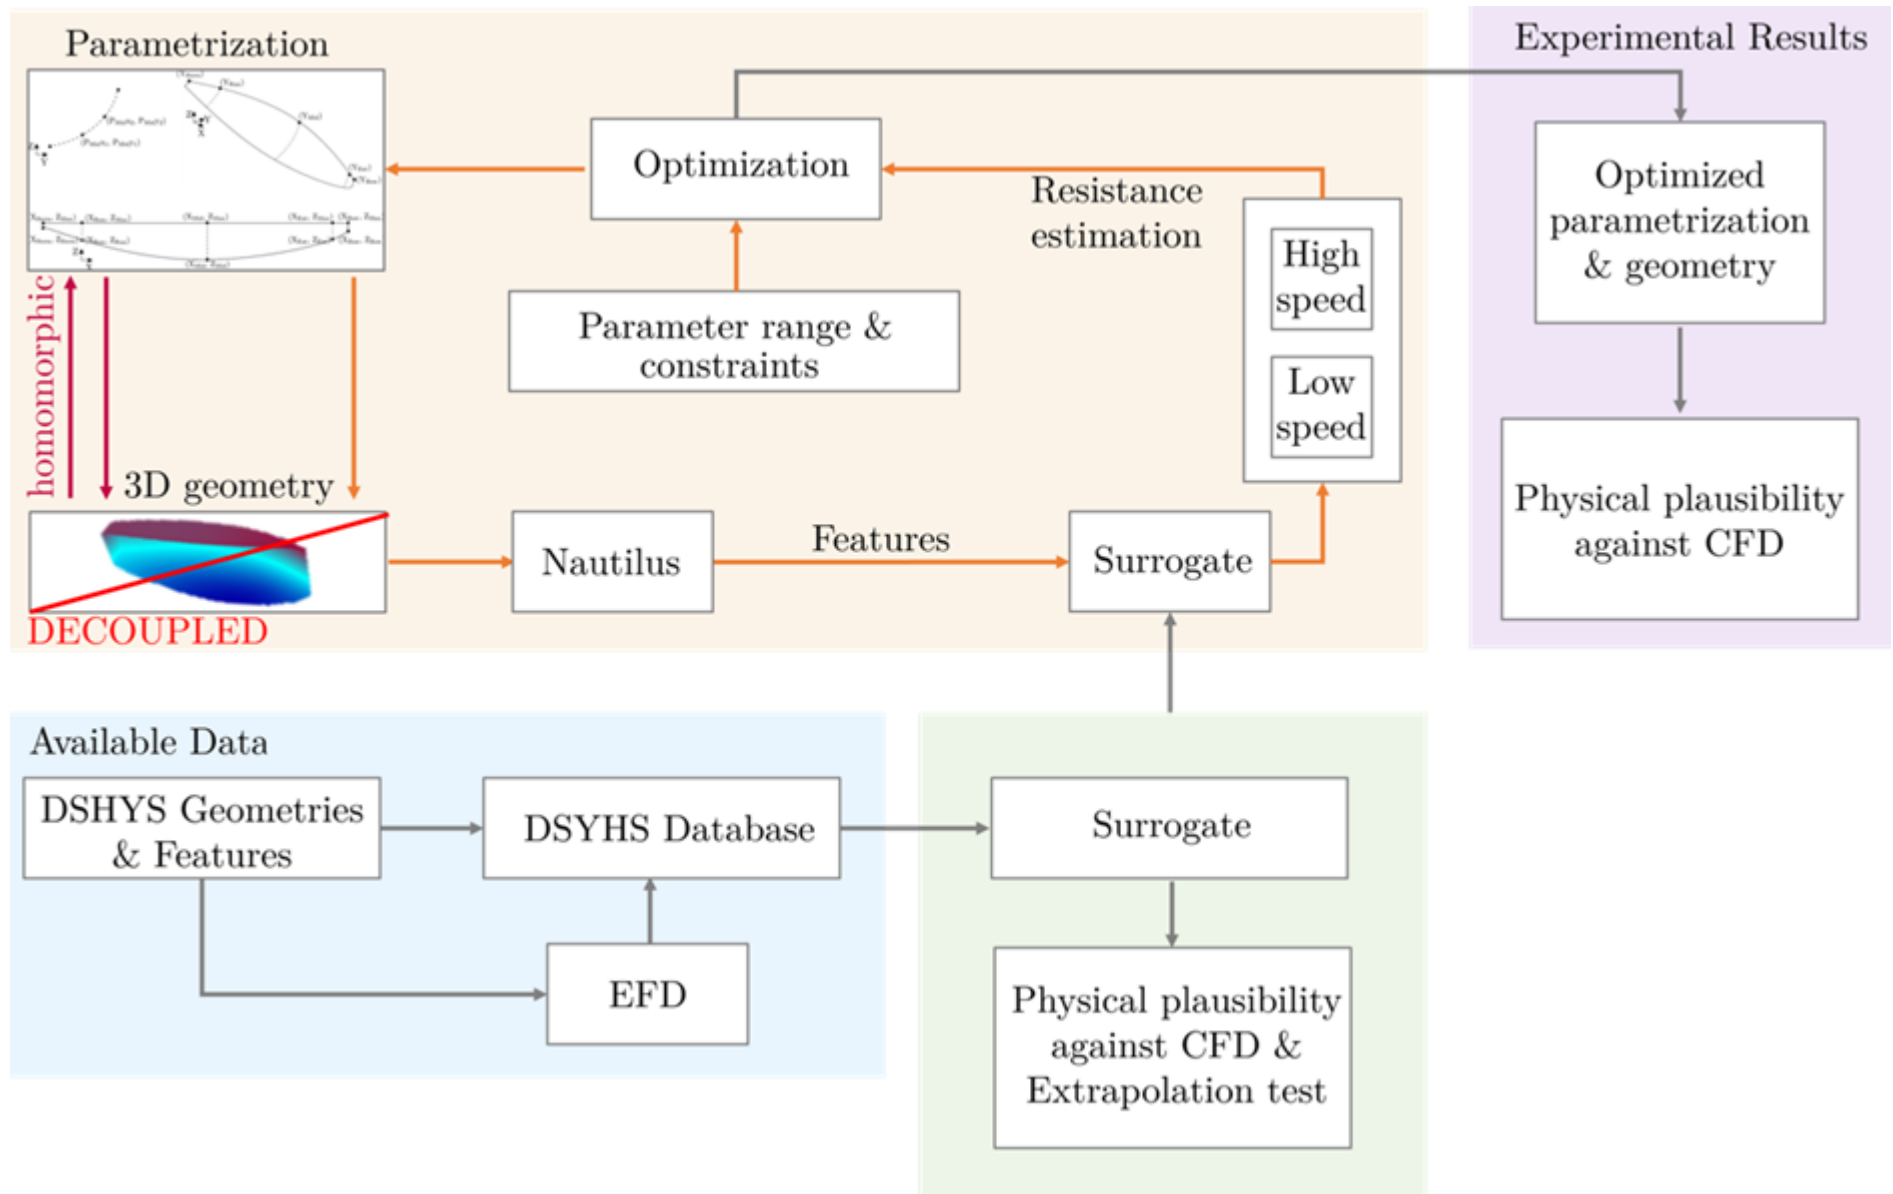 Parametrization
Experimental Results
Optimization
Resistance
estimation
High
speed
Low
speed
Parameter range &
constraints
Optimized
parametrization
& geometry
homomorphic
3D geometry
DECOUPLED
Nautilus
Features
Surrogate
Physical plausibility
against CFD
Available Data
DSHYS Geometries
& Features
DSYHS Database
EFD
Surrogate
Physical plausibility
against CFD &
Extrapolation test